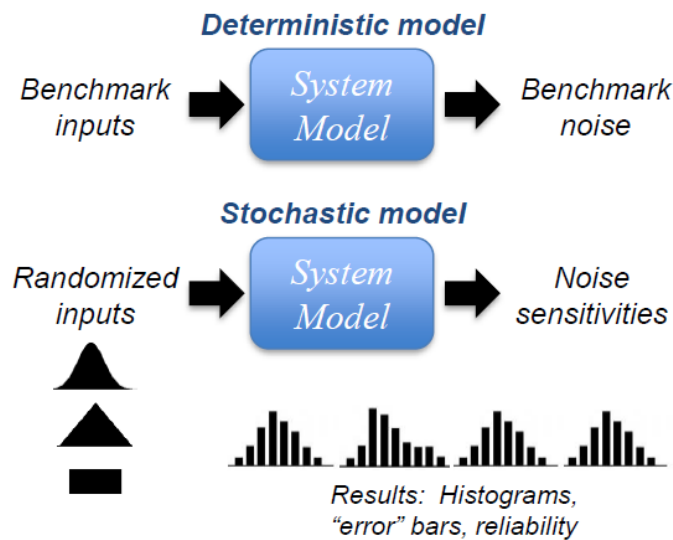 Deterministic model
Benchmark
inputs
System
Model
Benchmark
noise
Stochastic model
Randomized
inputs
System
Model
Noise
sensitivities
Results: Histograms,
“error” bars, reliability